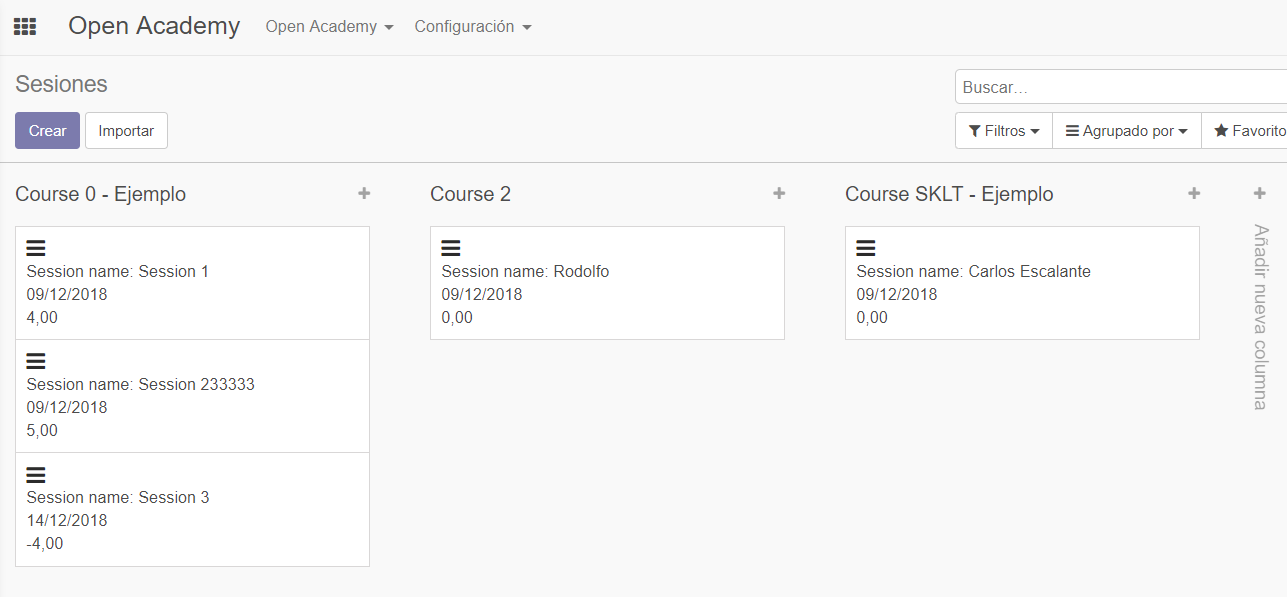 Open Academy Open Academy Configuración
Sesiones
Buscar...
Crear Importar
Filtros Agrupado por Favorito
Course 0 - Ejemplo
Session name: Session 1
09/12/2018
4,00
Session name: Session 233333
09/12/2018
5,00
Session name: Session 3
14/12/2018
-4,00
Course 2
Session name: Rodolfo
09/12/2018
0,00
Course SKLT - Ejemplo
Session name: Carlos Escalante
09/12/2018
0,00
Añadir nueva columna